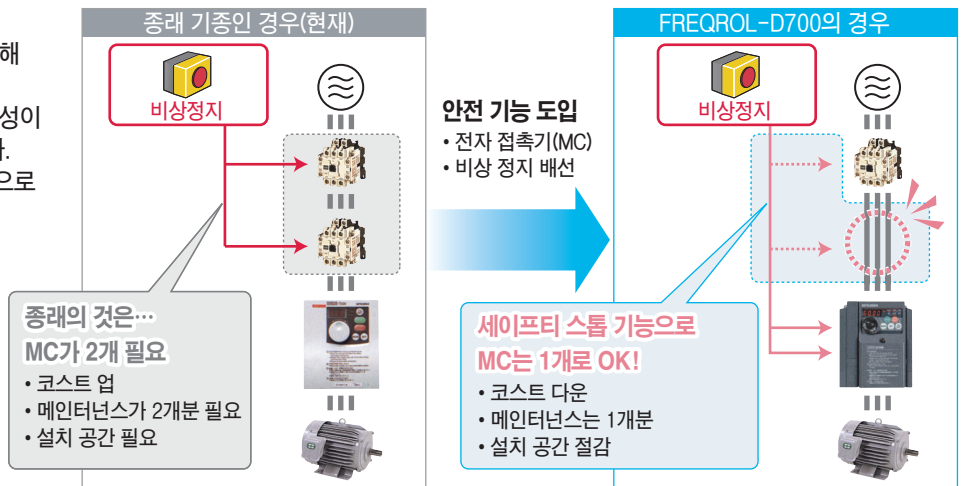 해
성이
가.
으로
종래 기종인 경우(현재)
비상정지
종래의 것은…
MC가 2개 필요
• 코스트 업
• 메인터넌스가 2개분 필요
• 설치 공간 필요
안전 기능 도입
• 전자 접촉기(MC)
• 비상 정지 배선
FREQROL-D700의 경우
비상정지
세이프티 스톱 기능으로
MC는 1개로 OK!
• 코스트 다운
• 메인터넌스는 1개분
• 설치 공간 절감